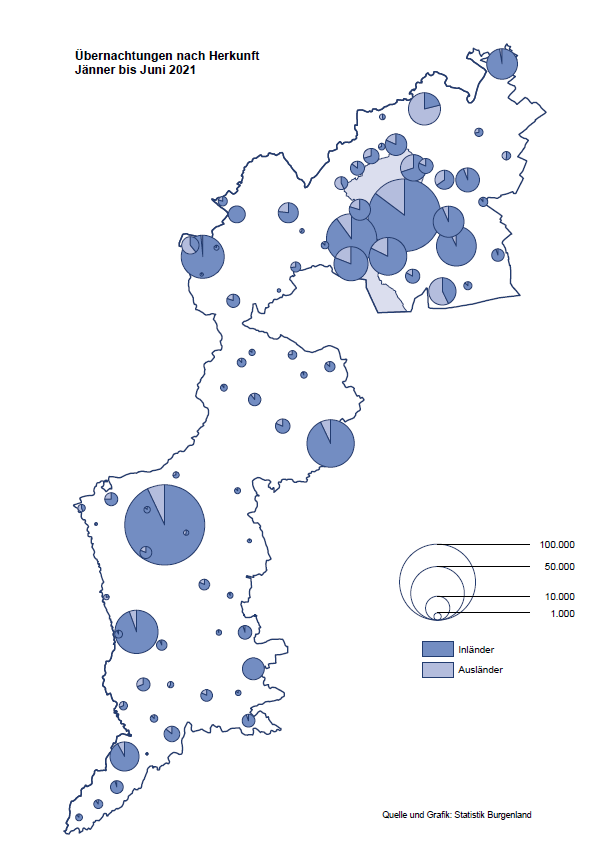 Übernachtungen nach Herkunft
Jänner bis Juni 2021
100.000
50.000
10.000
1.000
Inländer
Ausländer
Quelle und Grafik: Statistik Burgenland